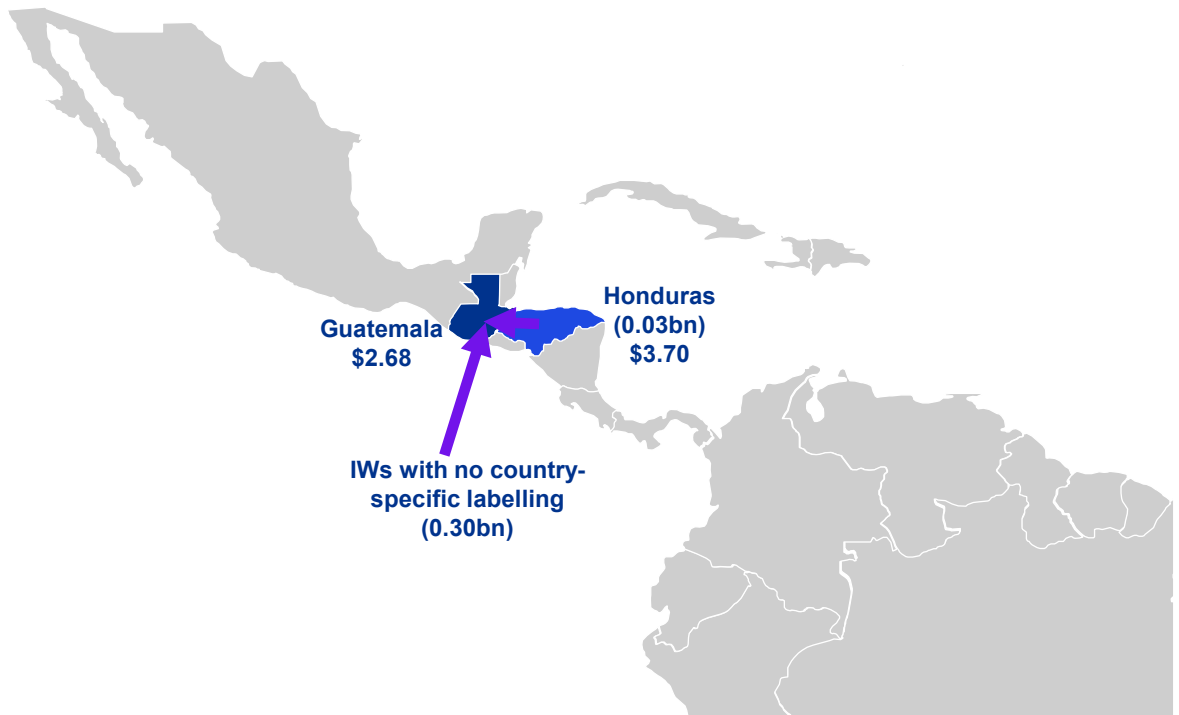 Guatemala
$2.68
Honduras
(0.03bn)
$3.70
IWs with no country-
specific labelling
(0.30bn)